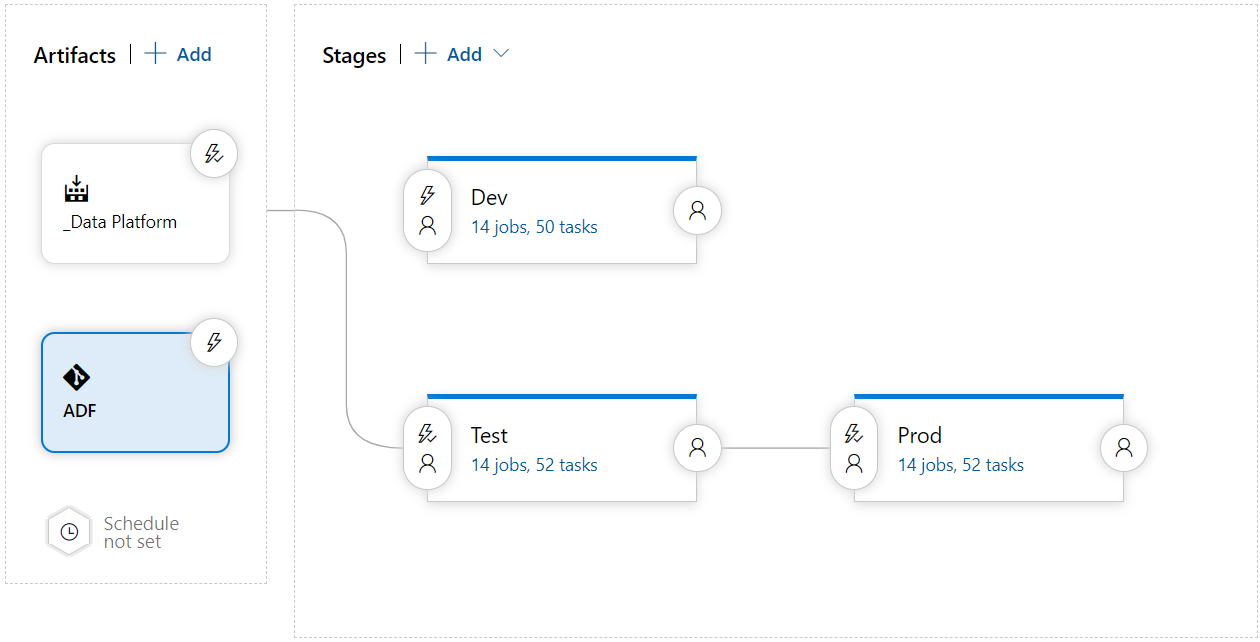 Artifacts | + Add
_Data Platform
ADF
Schedule
not set
Stages | + Add
Dev
14 jobs, 50 tasks
Test
14 jobs, 52 tasks
Prod
14 jobs, 52 tasks